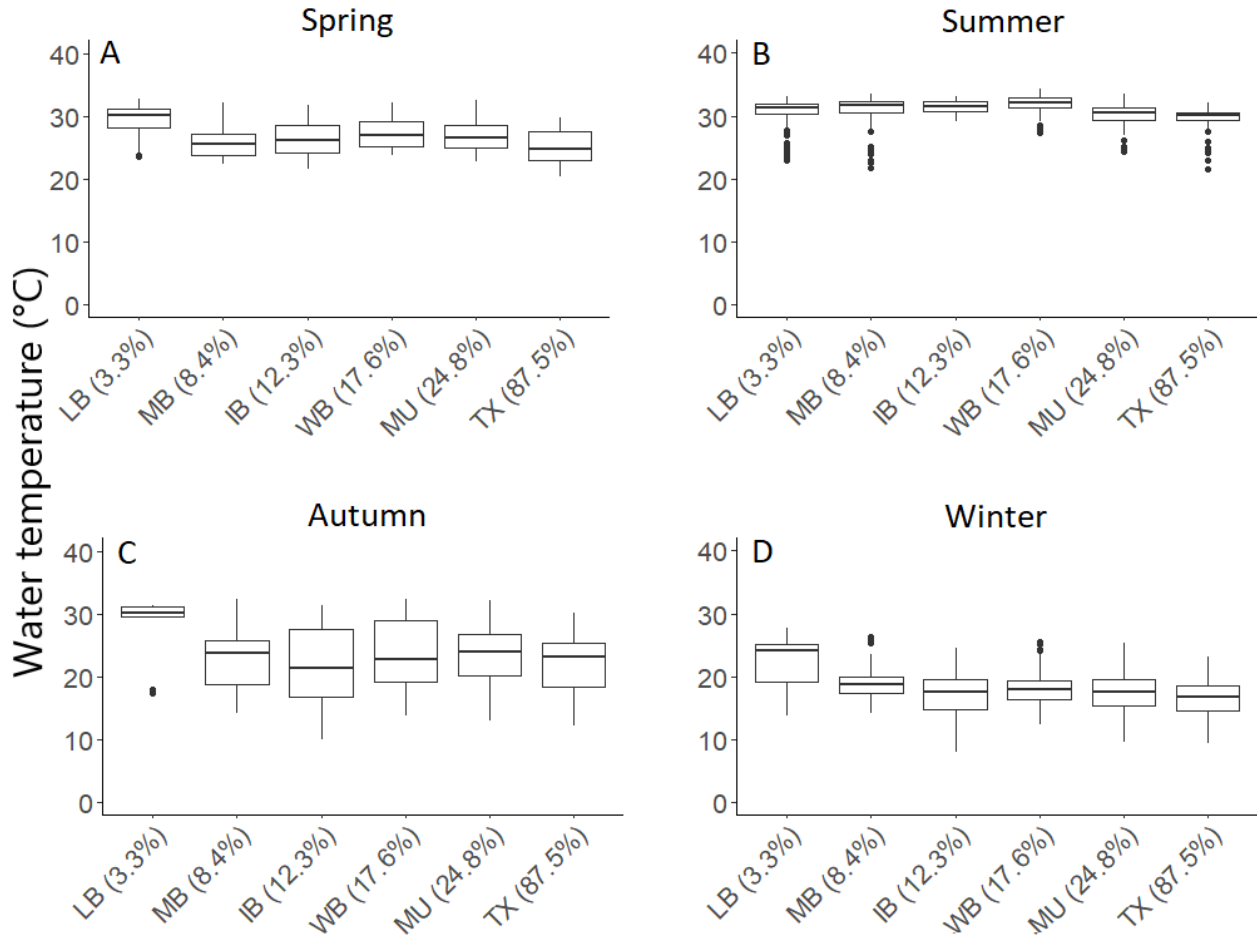 Spring
A
40
30
20
10
0
LB (3.3%)
MB (8.4%)
IB (12.3%)
WB (17.6%)
MU (24.8%)
TX (87.5%)
Summer
B
40
30
20
10
0
LB (3.3%)
MB (8.4%)
IB (12.3%)
WB (17.6%)
MU (24.8%)
TX (87.5%)
Water temperature (°C)
Autumn
C
40
30
20
10
0
LB (3.3%)
MB (8.4%)
IB (12.3%)
WB (17.6%)
MU (24.8%)
TX (87.5%)
Winter
D
40
30
20
10
0
LB (3.3%)
MB (8.4%)
IB (12.3%)
WB (17.6%)
MU (24.8%)
TX (87.5%)